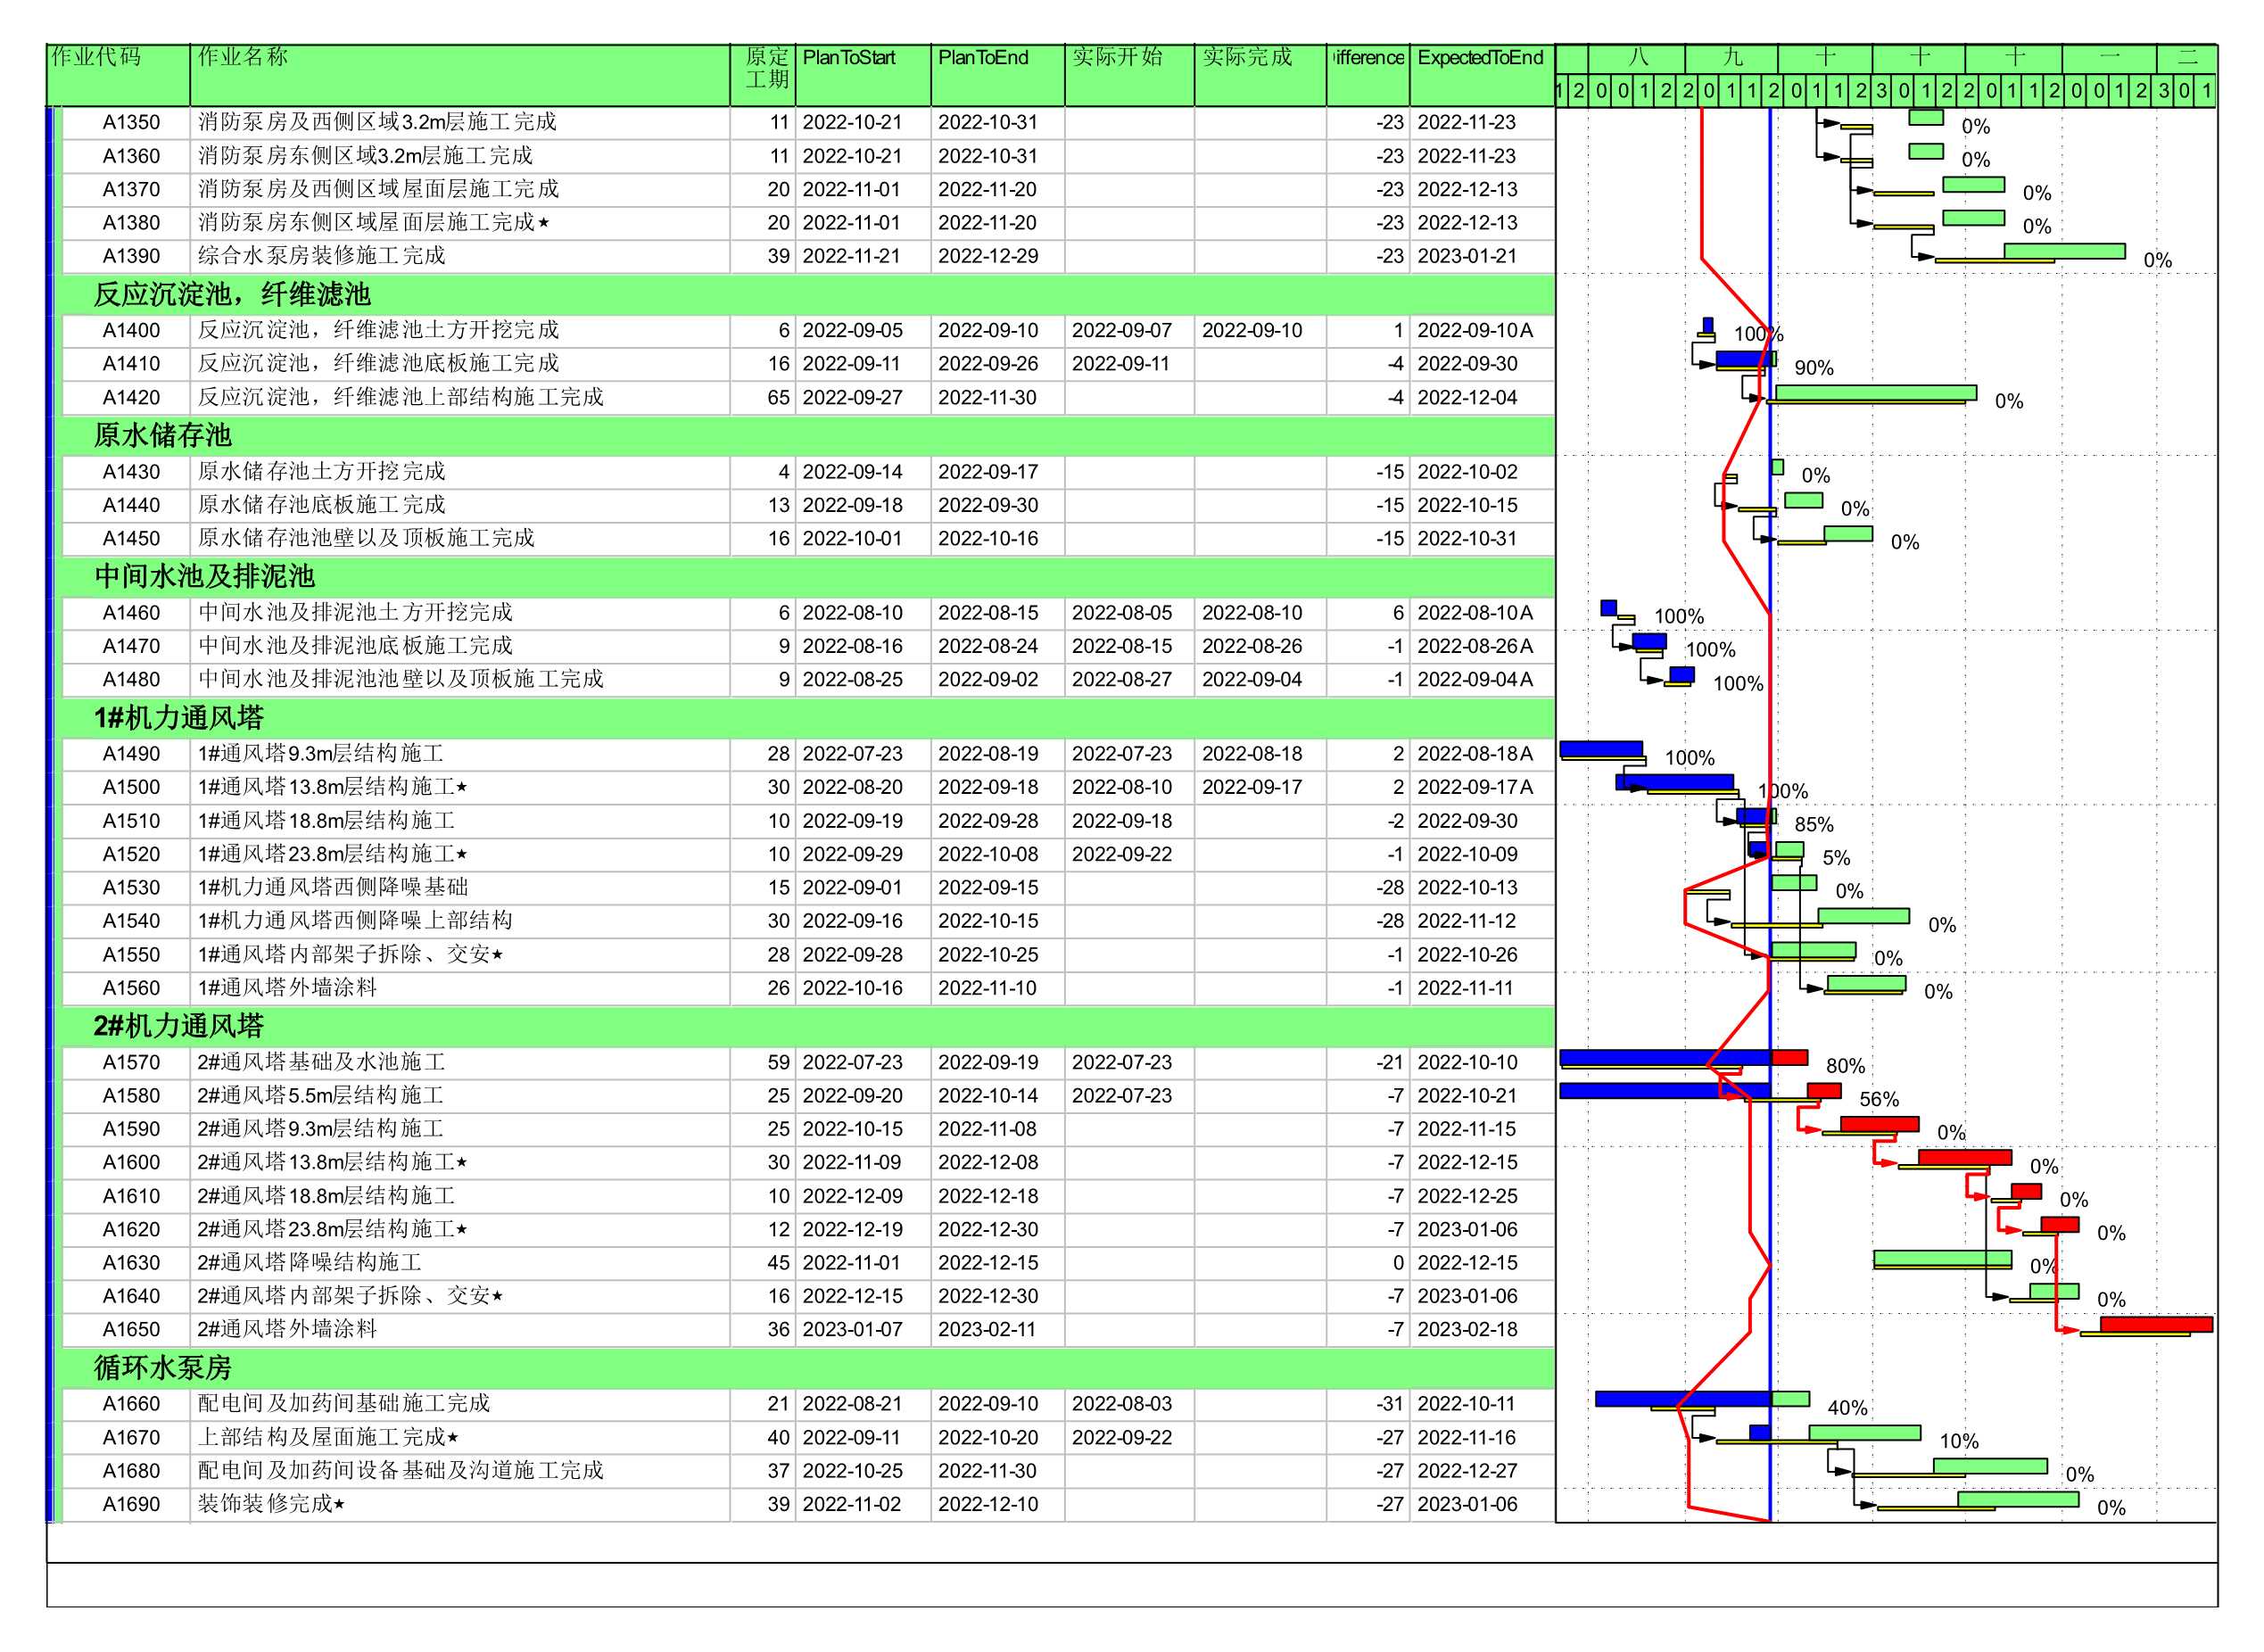 作业代码 作业名称 原定工期 PlanToStart PlanToEnd 实际开始 实际完成 ifference ExpectedToEnd 八 九 十 十 十 一 二
1 2 0 0 1 2 2 0 1 1 2 0 1 1 2 3 0 1 2 2 0 1 1 2 0 0 1 2 3 0 1
A1350 消防泵房及西侧区域3.2m层施工完成 11 2022-10-21 2022-10-31 -23 2022-11-23 0%
A1360 消防泵房东侧区域3.2m层施工完成 11 2022-10-21 2022-10-31 -23 2022-11-23 0%
A1370 消防泵房及西侧区域屋面层施工完成 20 2022-11-01 2022-11-20 -23 2022-12-13 0%
A1380 消防泵房东侧区域屋面层施工完成★ 20 2022-11-01 2022-11-20 -23 2022-12-13 0%
A1390 综合水泵房装修施工完成 39 2022-11-21 2022-12-29 -23 2023-01-21 0%
反应沉淀池，纤维滤池
A1400 反应沉淀池，纤维滤池土方开挖完成 6 2022-09-05 2022-09-10 2022-09-07 2022-09-10 1 2022-09-10A 100%
A1410 反应沉淀池，纤维滤池底板施工完成 16 2022-09-11 2022-09-26 2022-09-11 -4 2022-09-30 90%
A1420 反应沉淀池，纤维滤池上部结构施工完成 65 2022-09-27 2022-11-30 -4 2022-12-04 0%
原水储存池
A1430 原水储存池土方开挖完成 4 2022-09-14 2022-09-17 -15 2022-10-02 0%
A1440 原水储存池底板施工完成 13 2022-09-18 2022-09-30 -15 2022-10-15 0%
A1450 原水储存池池壁以及顶板施工完成 16 2022-10-01 2022-10-16 -15 2022-10-31 0%
中间水池及排泥池
A1460 中间水池及排泥池土方开挖完成 6 2022-08-10 2022-08-15 2022-08-05 2022-08-10 6 2022-08-10A 100%
A1470 中间水池及排泥池底板施工完成 9 2022-08-16 2022-08-24 2022-08-15 2022-08-26 -1 2022-08-26A 100%
A1480 中间水池及排泥池池壁以及顶板施工完成 9 2022-08-25 2022-09-02 2022-08-27 2022-09-04 -1 2022-09-04A 100%
1#机力通风塔
A1490 1#通风塔9.3m层结构施工 28 2022-07-23 2022-08-19 2022-07-23 2022-08-18 2 2022-08-18A 100%
A1500 1#通风塔13.8m层结构施工★ 30 2022-08-20 2022-09-18 2022-08-10 2022-09-17 2 2022-09-17A 100%
A1510 1#通风塔18.8m层结构施工 10 2022-09-19 2022-09-28 2022-09-18 -2 2022-09-30 85%
A1520 1#通风塔23.8m层结构施工★ 10 2022-09-29 2022-10-08 2022-09-22 -1 2022-10-09 5%
A1530 1#机力通风塔西侧降噪基础 15 2022-09-01 2022-09-15 -28 2022-10-13 0%
A1540 1#机力通风塔西侧降噪上部结构 30 2022-09-16 2022-10-15 -28 2022-11-12 0%
A1550 1#通风塔内部架子拆除、交安★ 28 2022-09-28 2022-10-25 -1 2022-10-26 0%
A1560 1#通风塔外墙涂料 26 2022-10-16 2022-11-10 -1 2022-11-11 0%
2#机力通风塔
A1570 2#通风塔基础及水池施工 59 2022-07-23 2022-09-19 2022-07-23 -21 2022-10-10 80%
A1580 2#通风塔5.5m层结构施工 25 2022-09-20 2022-10-14 2022-07-23 -7 2022-10-21 56%
A1590 2#通风塔9.3m层结构施工 25 2022-10-15 2022-11-08 -7 2022-11-15 0%
A1600 2#通风塔13.8m层结构施工★ 30 2022-11-09 2022-12-08 -7 2022-12-15 0%
A1610 2#通风塔18.8m层结构施工 10 2022-12-09 2022-12-18 -7 2022-12-25 0%
A1620 2#通风塔23.8m层结构施工★ 12 2022-12-19 2022-12-30 -7 2023-01-06 0%
A1630 2#通风塔降噪结构施工 45 2022-11-01 2022-12-15 0 2022-12-15 0%
A1640 2#通风塔内部架子拆除、交安★ 16 2022-12-15 2022-12-30 -7 2023-01-06 0%
A1650 2#通风塔外墙涂料 36 2023-01-07 2023-02-11 -7 2023-02-18
循环水泵房
A1660 配电间及加药间基础施工完成 21 2022-08-21 2022-09-10 2022-08-03 -31 2022-10-11 40%
A1670 上部结构及屋面施工完成★ 40 2022-09-11 2022-10-20 2022-09-22 -27 2022-11-16 10%
A1680 配电间及加药间设备基础及沟道施工完成 37 2022-10-25 2022-11-30 -27 2022-12-27 0%
A1690 装饰装修完成★ 39 2022-11-02 2022-12-10 -27 2023-01-06 0%